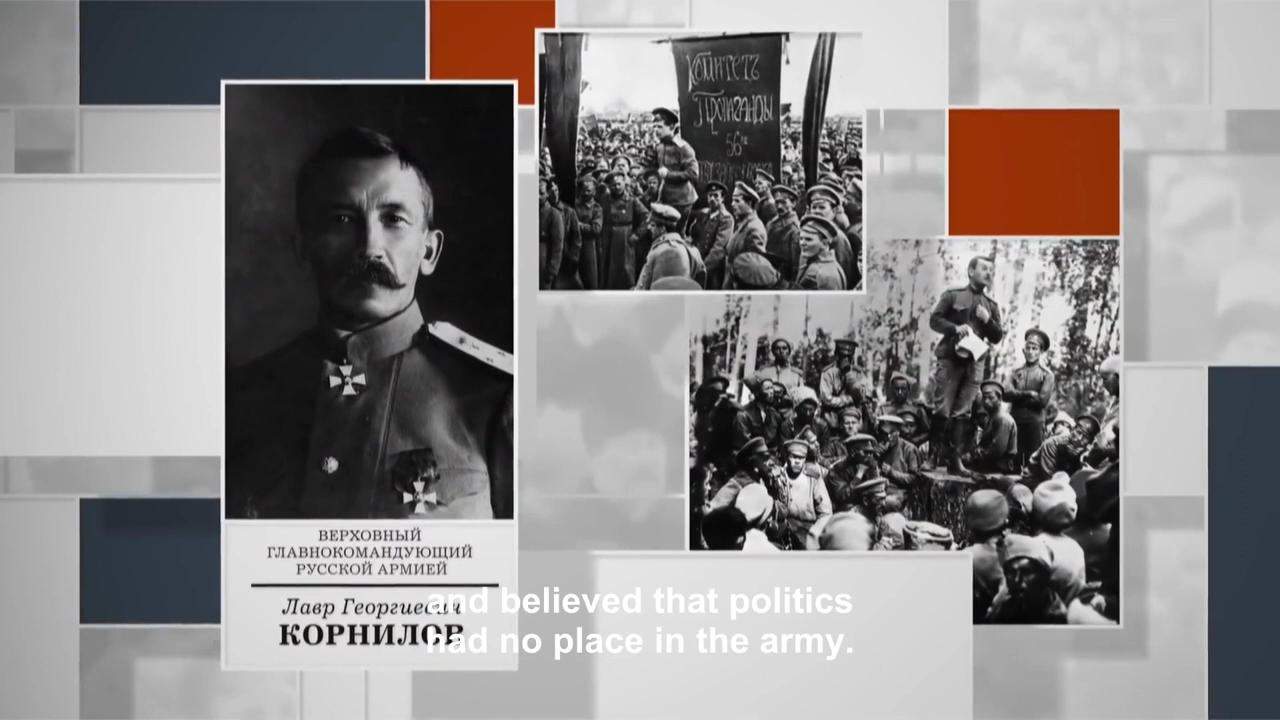 Комитетъ
Пропаганды
56го
ВЕРХОВНЫЙ
ГЛАВНОКОМАНДУЮЩИЙ
РУССКОЙ АРМИЕЙ
Лавр Георгиевич
КОРНИЛОВ
and believed that politics
had no place in the army.